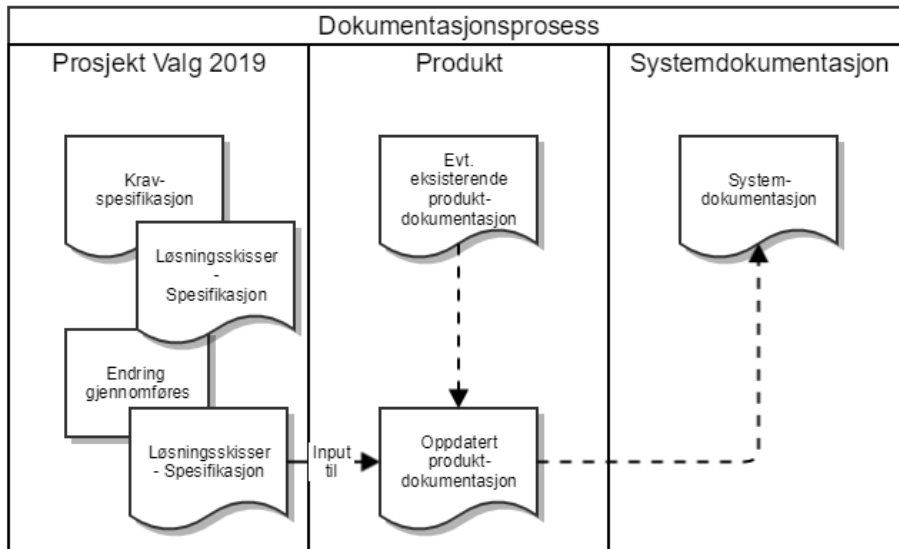 Dokumentasjonsprosess
Prosjekt Valg 2019
Produkt
Systemdokumentasjon
Krav-
spesifikasjon
Løsningsskisser
-
Spesifikasjon
Endring
gjennomføres
Løsningsskisser
- Spesifikasjon
Input
til
Evt.
eksisterende
produkt-
dokumentasjon
Oppdatert
produkt-
dokumentasjon
System-
dokumentasjon